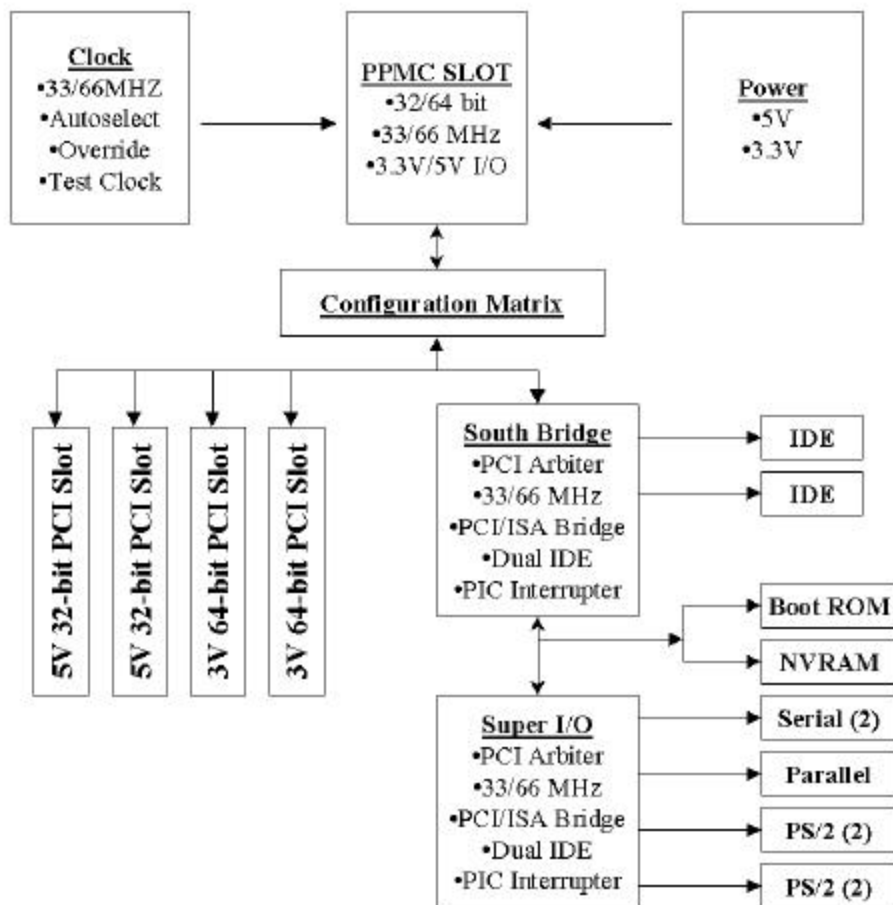 Clock
•33/66MHZ
•Autoselect
•Override
•Test Clock
PPMC SLOT
•32/64 bit
•33/66 MHz
•3.3V/5V I/O
Power
•5V
•3.3V
Configuration Matrix
5V 32-bit PCI Slot
5V 32-bit PCI Slot
3V 64-bit PCI Slot
3V 64-bit PCI Slot
South Bridge
•PCI Arbiter
•33/66 MHz
•PCI/ISA Bridge
•Dual IDE
•PIC Interrupter
IDE
IDE
Boot ROM
NVRAM
Super I/O
•PCI Arbiter
•33/66 MHz
•PCI/ISA Bridge
•Dual IDE
•PIC Interrupter
Serial (2)
Parallel
PS/2 (2)
PS/2 (2)